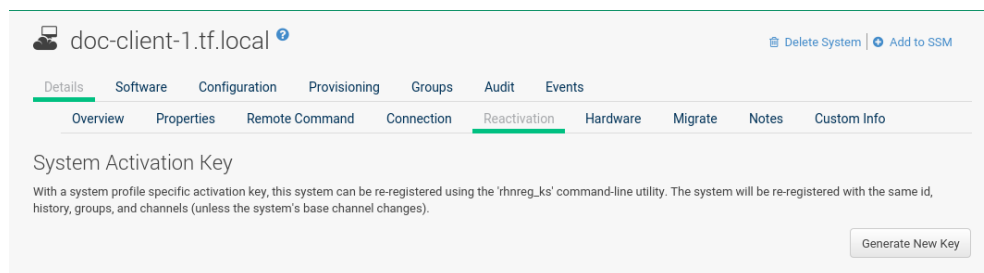 doc-client-1.tf.local ?
Delete System | Add to SSM
Details Software Configuration Provisioning Groups Audit Events
Overview Properties Remote Command Connection Reactivation Hardware Migrate Notes Custom Info
System Activation Key
With a system profile specific activation key, this system can be re-registered using the 'rhnreg_ks' command-line utility. The system will be re-registered with the same id,
history, groups, and channels (unless the system's base channel changes).
Generate New Key